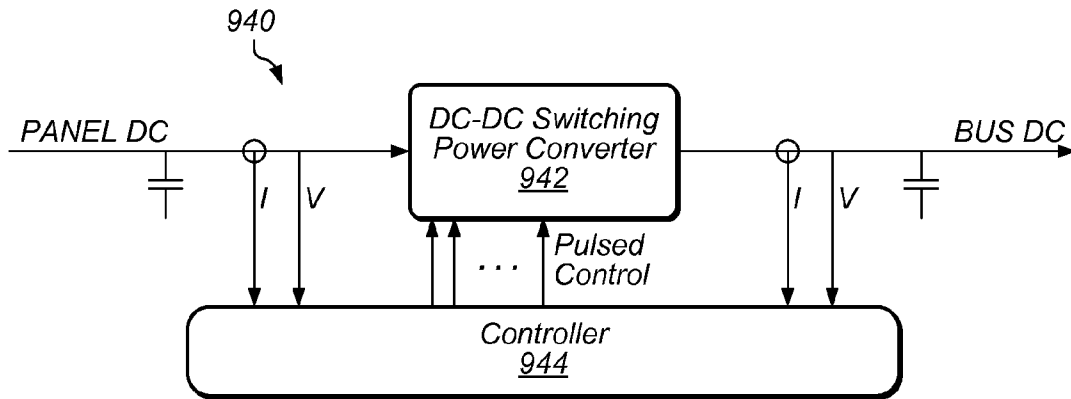 940
PANEL DC
DC-DC Switching
Power Converter
942
BUS DC
I
V
I
V
. . .
Pulsed
Control
Controller
944